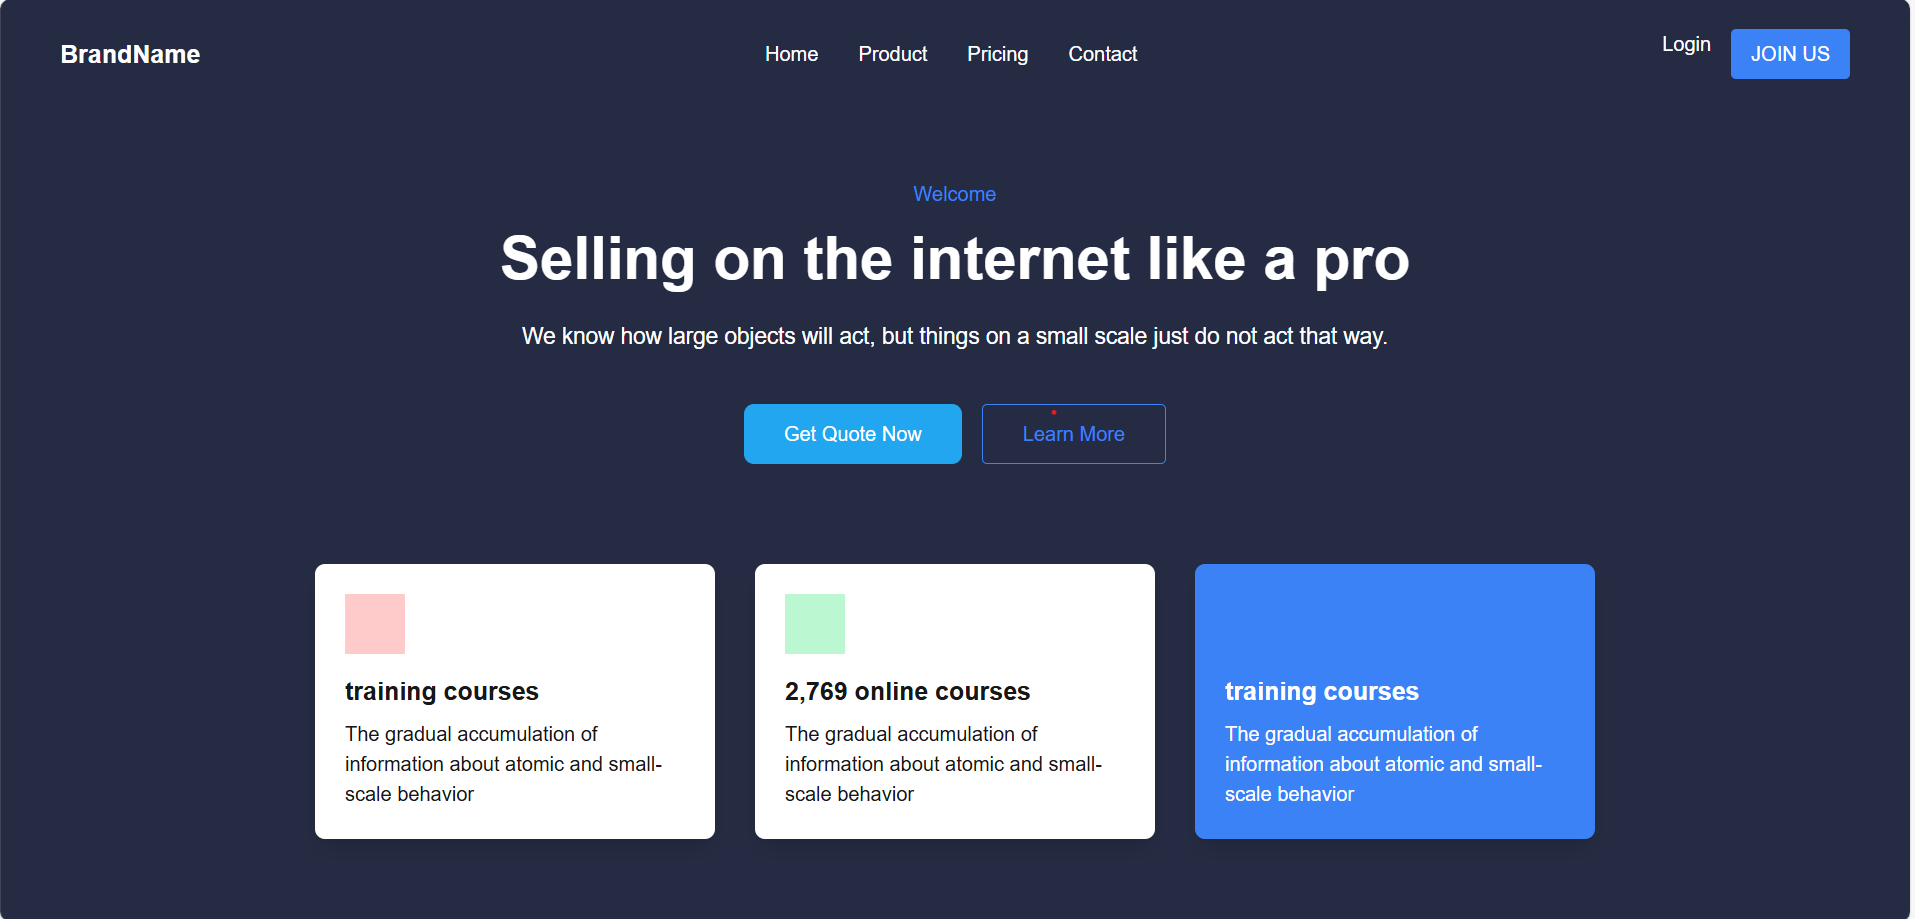 BrandName
Home
Product
Pricing
Contact
Login
JOIN US
Welcome
Selling on the internet like a pro
We know how large objects will act, but things on a small scale just do not act that way.
Get Quote Now
Learn More
training courses
The gradual accumulation of
information about atomic and small-
scale behavior
2,769 online courses
The gradual accumulation of
information about atomic and small-
scale behavior
training courses
The gradual accumulation of
information about atomic and small-
scale behavior